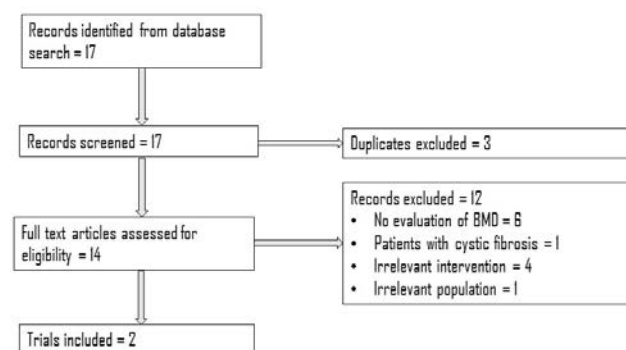 Records identified from database
search = 17
Records screened = 17
Duplicates excluded = 3
Full text articles assessed for
eligibility = 14
Records excluded = 12
• No evaluation of BMD = 6
• Patients with cystic fibrosis = 1
• Irrelevant intervention = 4
• Irrelevant population = 1
Trials included = 2